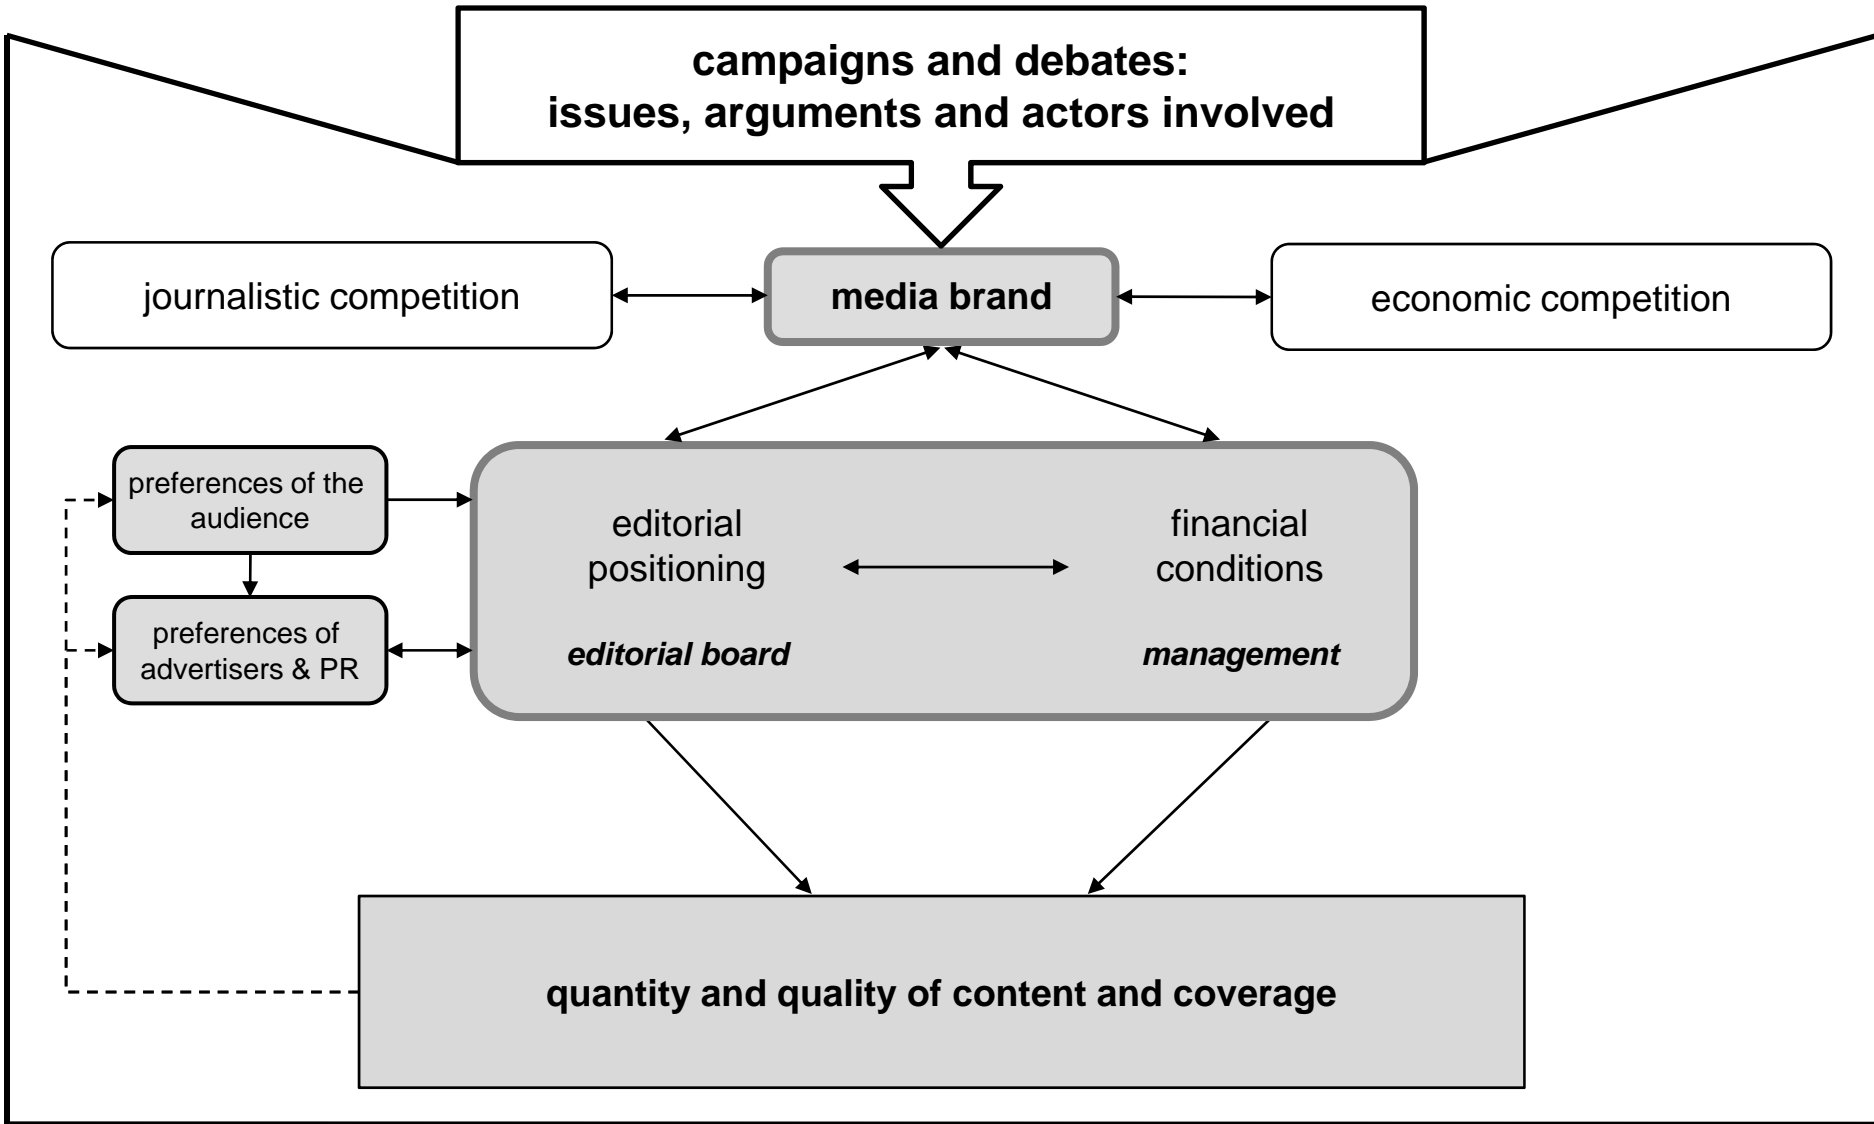 campaigns and debates:
issues, arguments and actors involved
journalistic competition
media brand
economic competition
preferences of the
audience
editorial
positioning
financial
conditions
preferences of
advertisers & PR
editorial board
management
quantity and quality of content and coverage